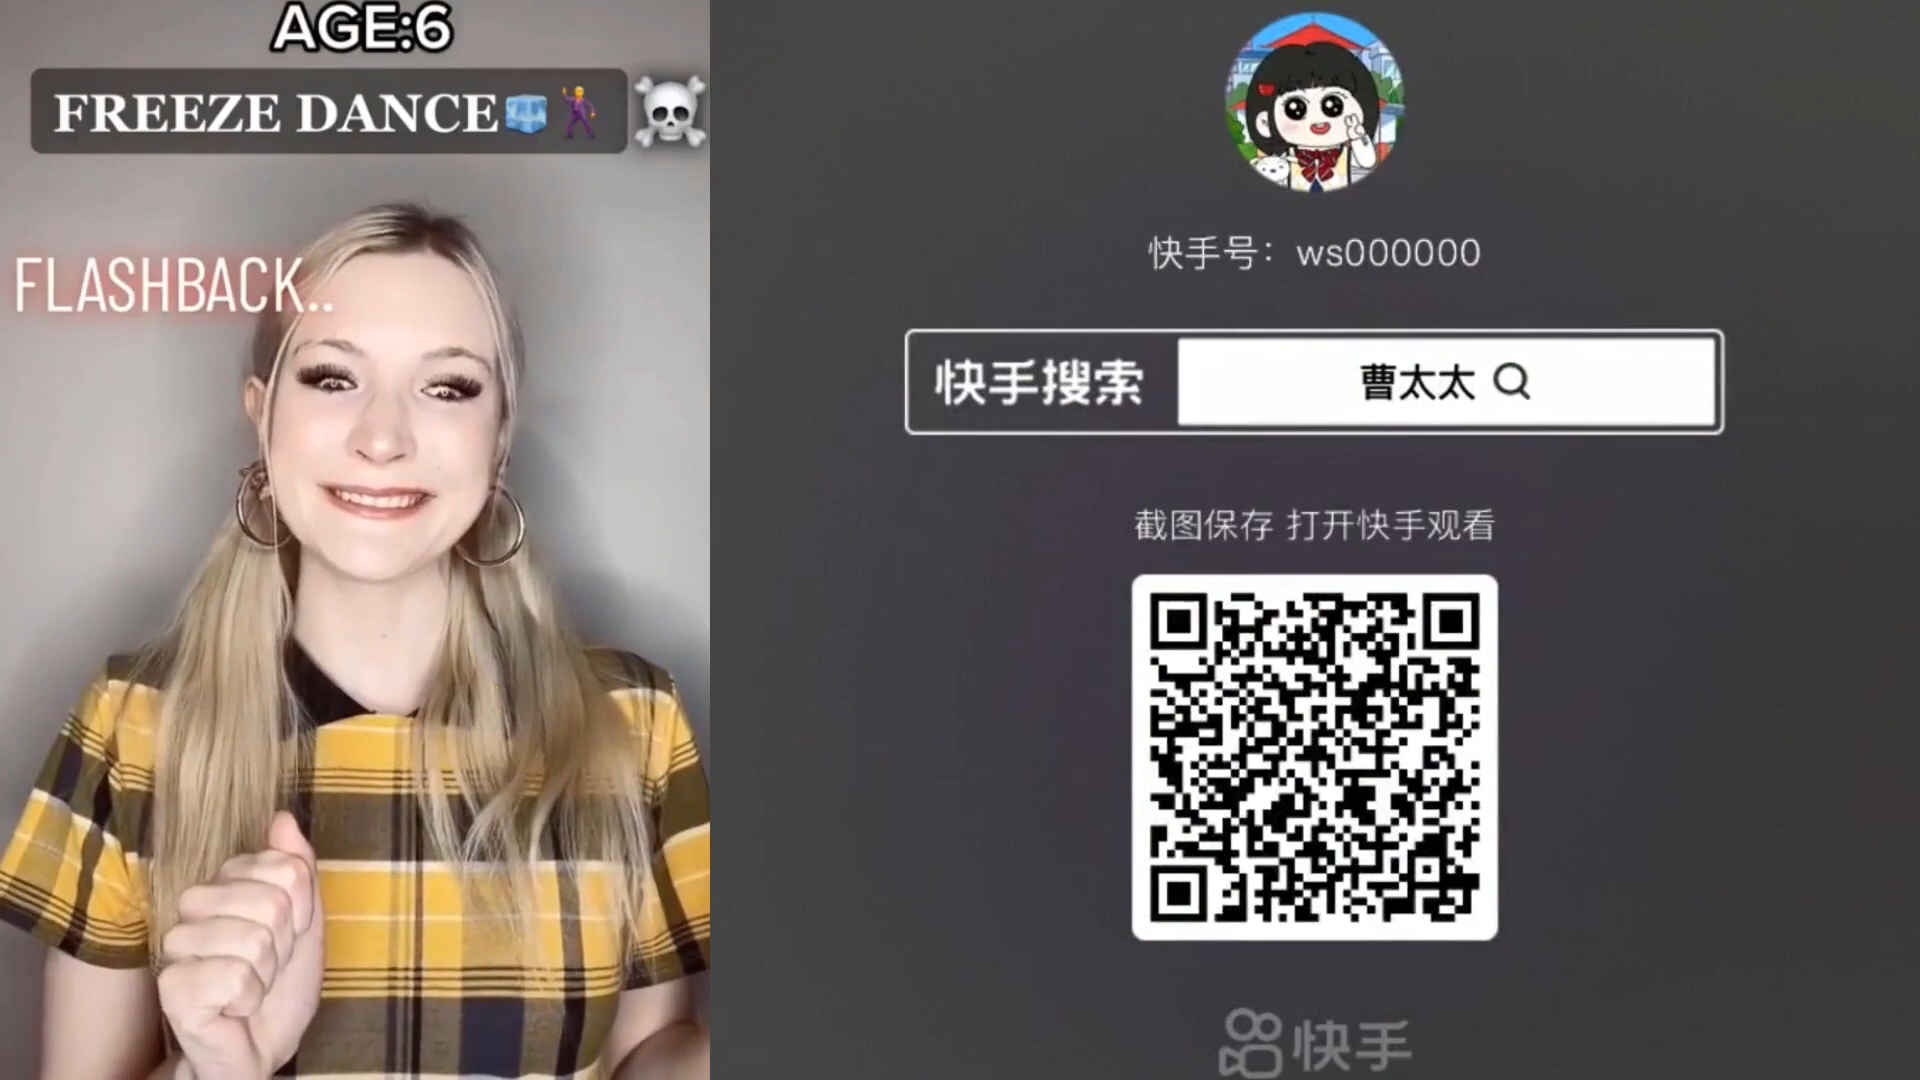 AGE:6
FREEZE DANCE🧊🕺☠️
FLASHBACK..
快手号：ws000000
快手搜索 曹太太
截图保存 打开快手观看
快手